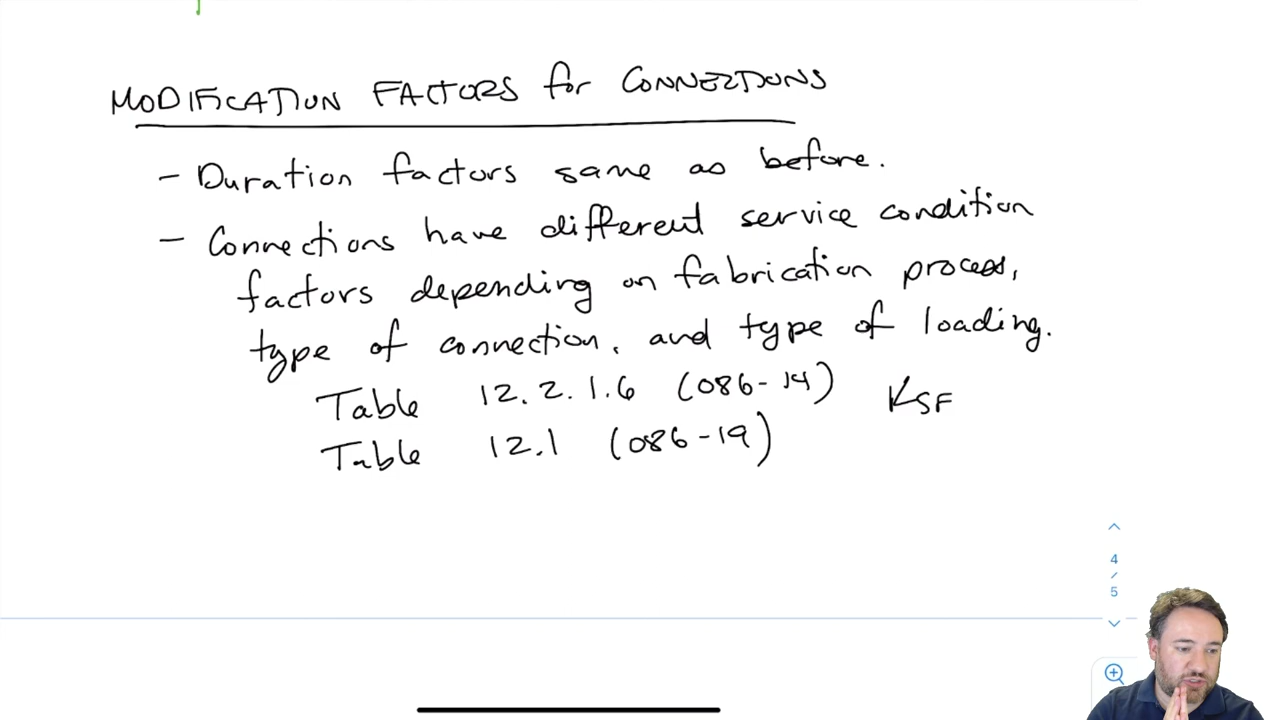 MODIFICATION FACTORS for CONNECTIONS
- Duration factors same as before.
- Connections have different service condition
factors depending on fabrication process,
type of connection, and type of loading.
Table 12.2.1.6 (086-14) KSF
Table 12.1 (086-19)
4
/
5